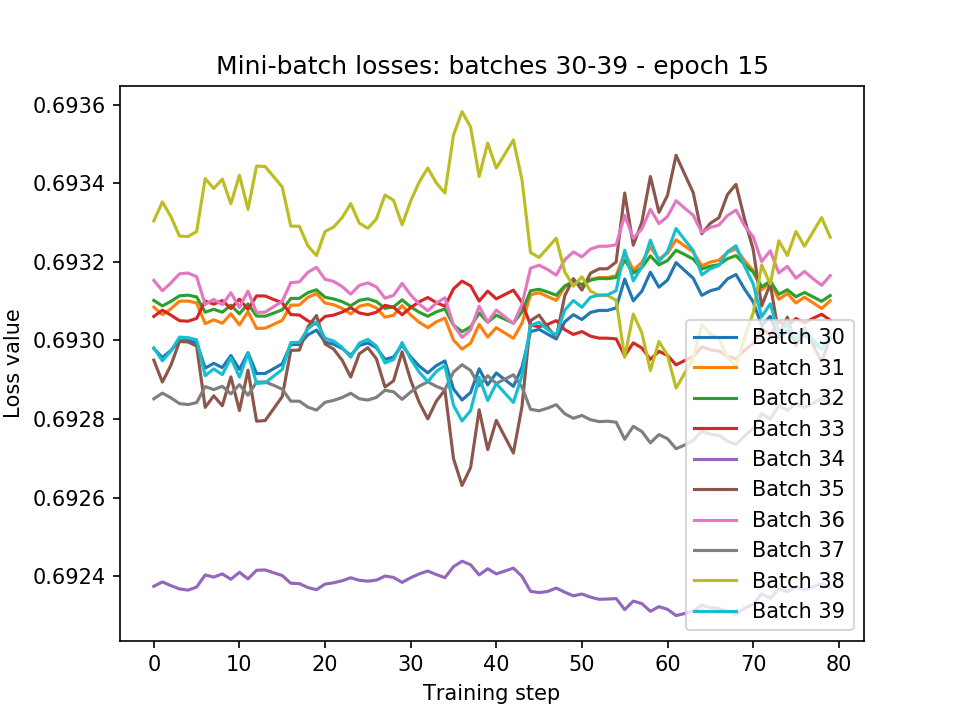 Mini-batch losses: batches 30-39 - epoch 15
Loss value
0.6936
0.6934
0.6932
0.6930
0.6928
0.6926
0.6924
0
10
20
30
40
50
60
70
80
Training step
Batch 30
Batch 31
Batch 32
Batch 33
Batch 34
Batch 35
Batch 36
Batch 37
Batch 38
Batch 39